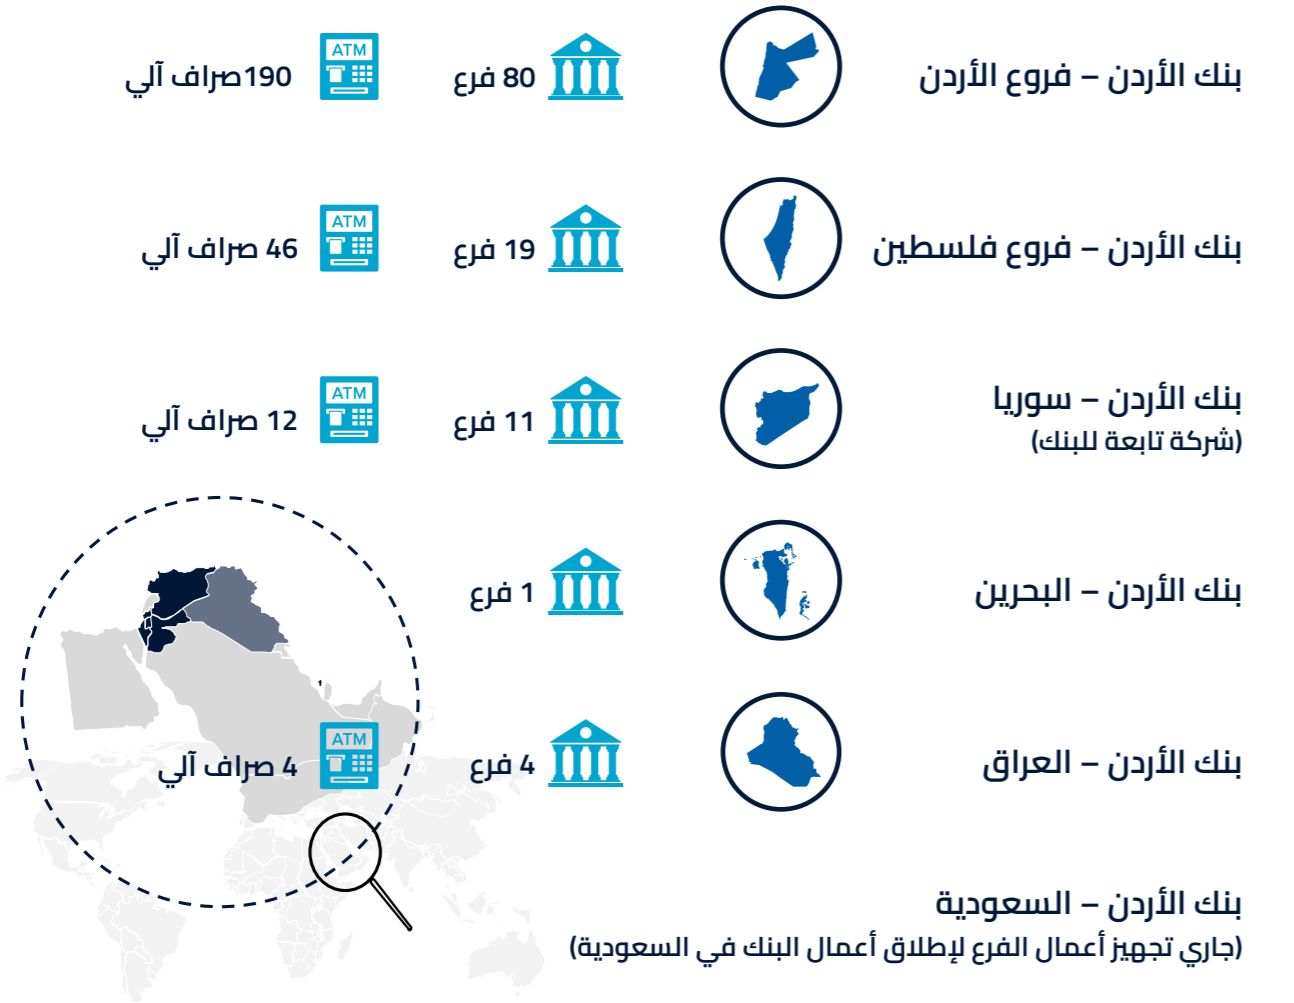 بنك الأردن – فروع الأردن
80 فرع
ATM
190صراف آلي
بنك الأردن – فروع فلسطين
19 فرع
ATM
46 صراف آلي
بنك الأردن – سوريا
(شركة تابعة للبنك)
11 فرع
ATM
12 صراف آلي
بنك الأردن – البحرين
1 فرع
بنك الأردن – العراق
4 فرع
ATM
4 صراف آلي
بنك الأردن – السعودية
(جاري تجهيز أعمال الفرع لإطلاق أعمال البنك في السعودية)